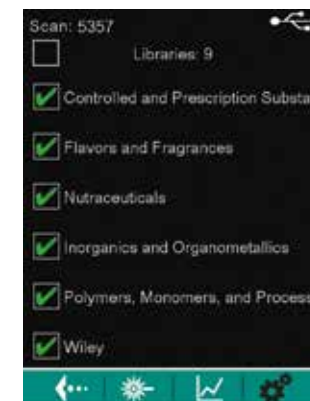 Scan: 5357
Libraries: 9
Controlled and Prescription Substa
Flavors and Fragrances
Nutraceuticals
Inorganics and Organometallics
Polymers, Monomers, and Process
Wiley